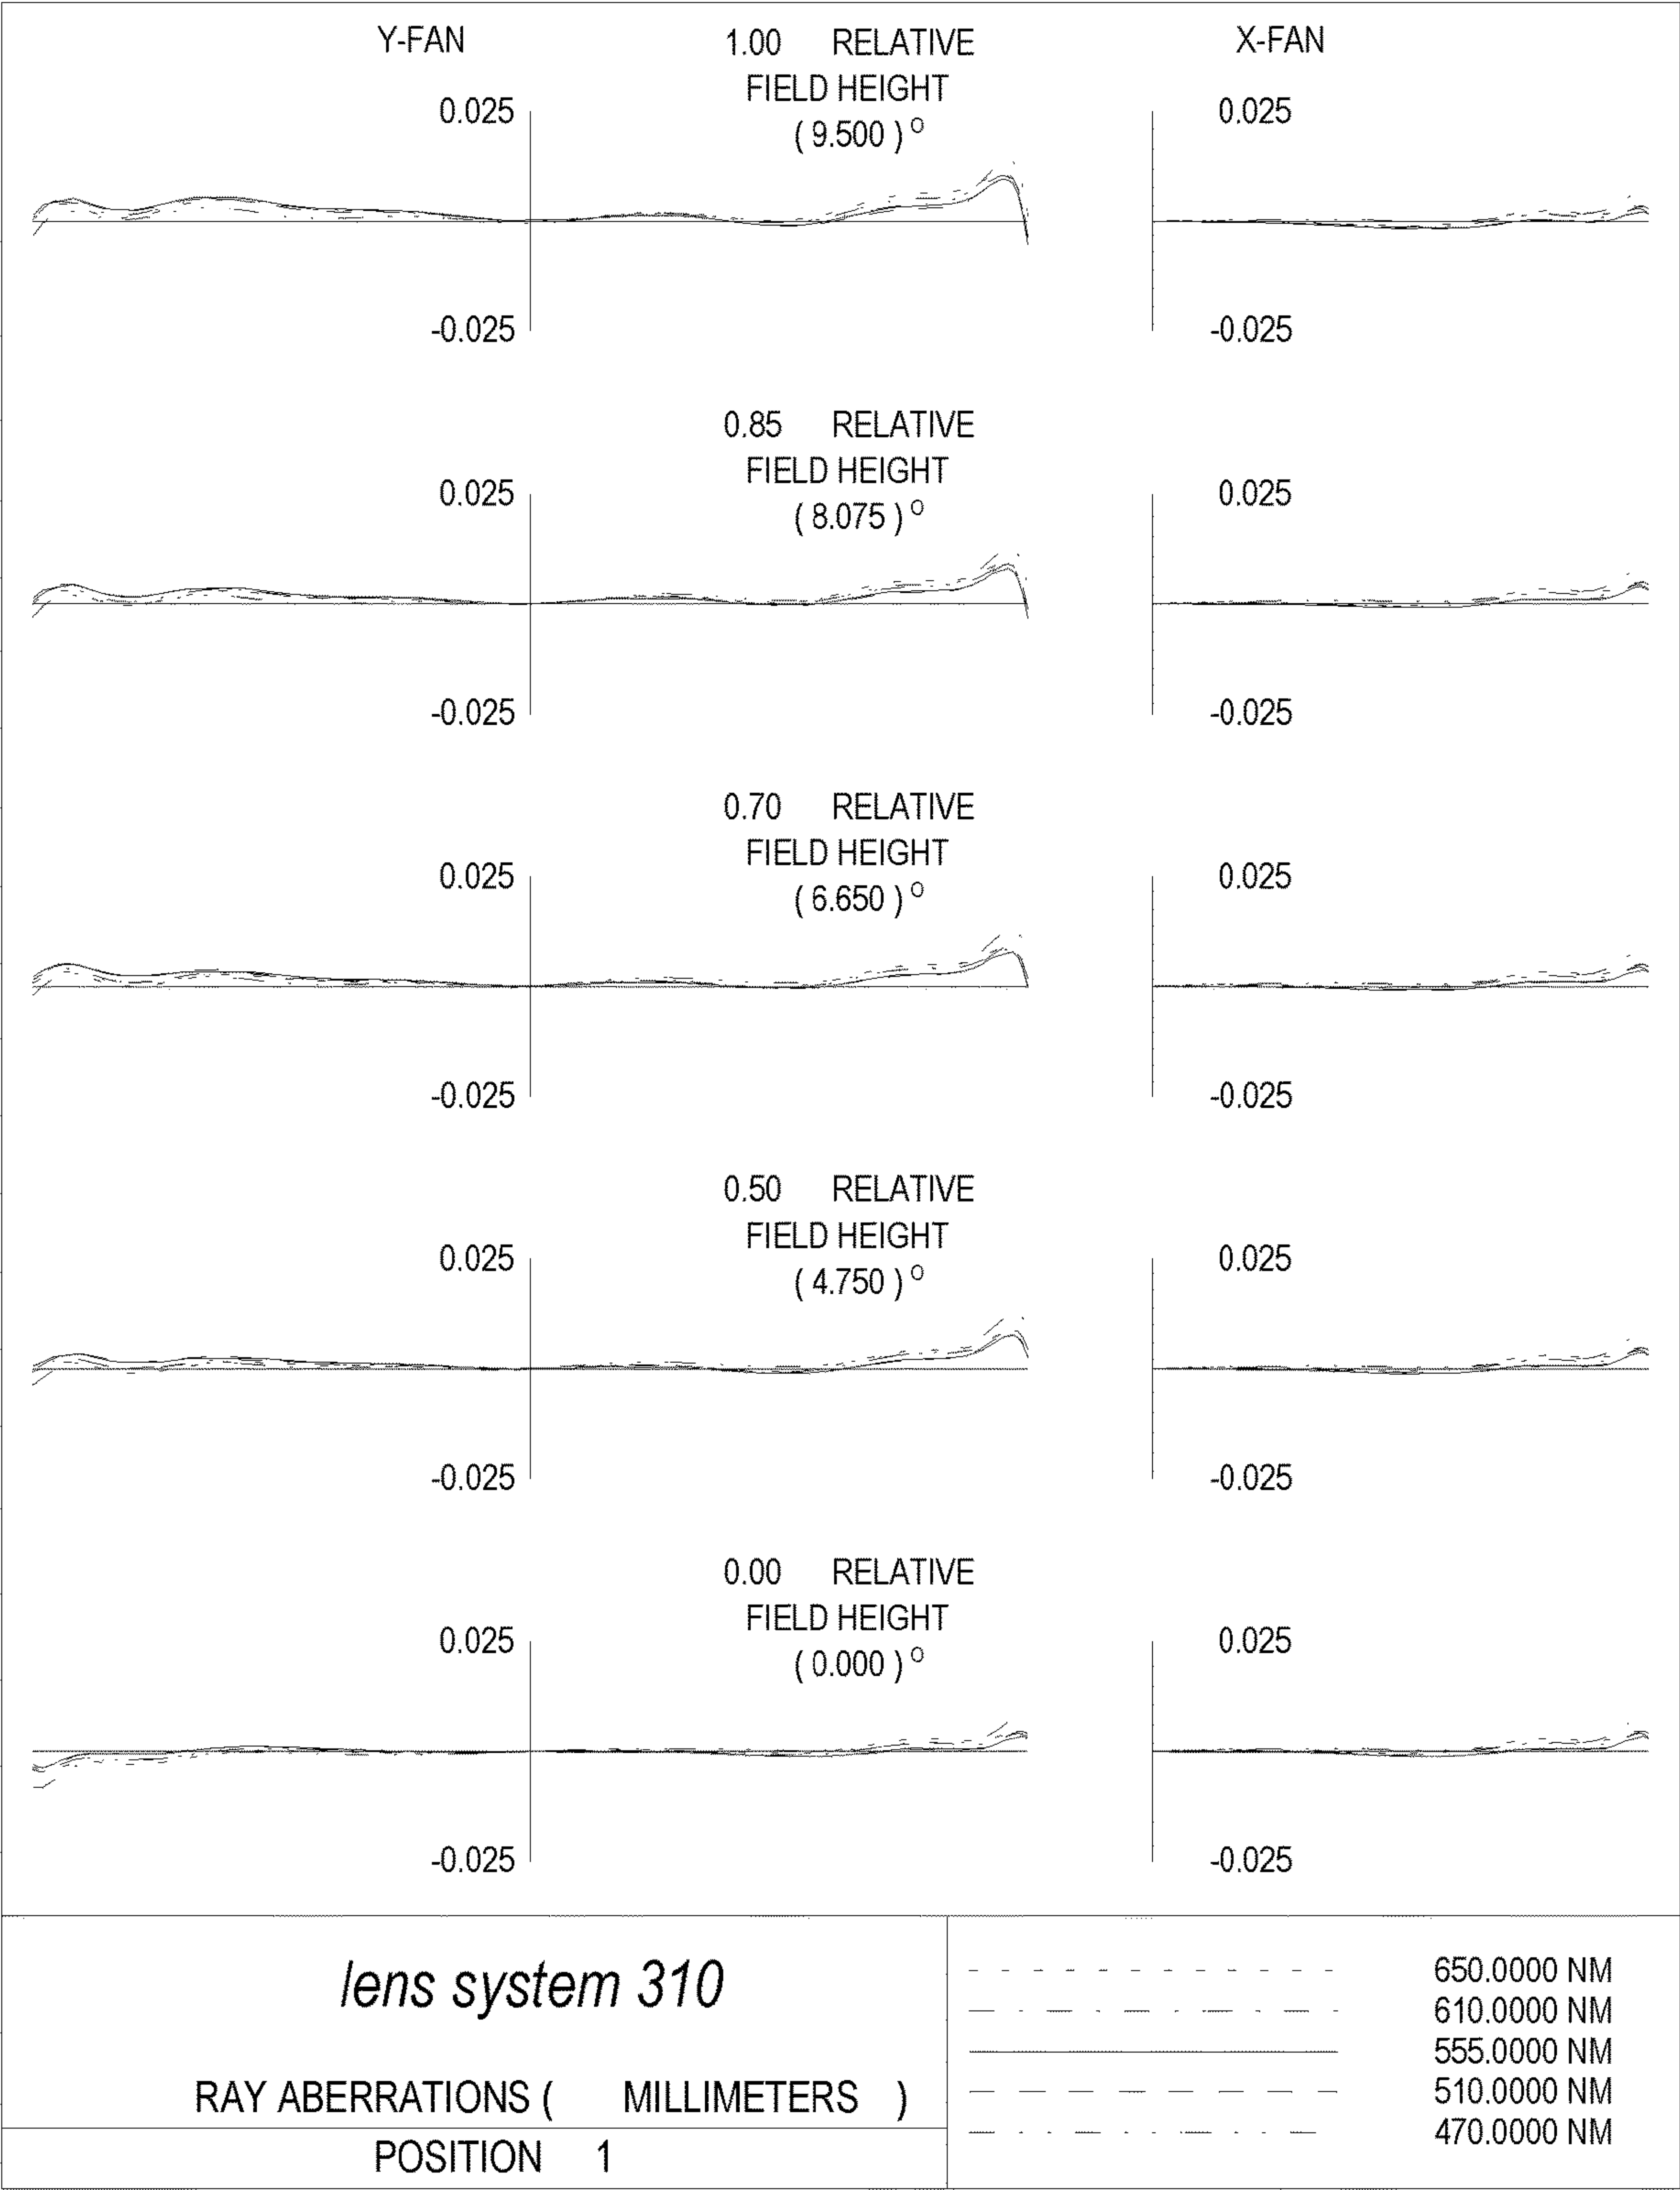 Y-FAN 1.00 RELATIVE X-FAN
FIELD HEIGHT
0.025 ( 9.500 ) O 0.025
-0.025 -0.025
0.85 RELATIVE
FIELD HEIGHT
0.025 ( 8.075 ) O 0.025
-0.025 -0.025
0.70 RELATIVE
FIELD HEIGHT
0.025 ( 6.650 ) O 0.025
-0.025 -0.025
0.50 RELATIVE
FIELD HEIGHT
0.025 ( 4.750 ) O 0.025
-0.025 -0.025
0.00 RELATIVE
FIELD HEIGHT
0.025 ( 0.000 ) O 0.025
-0.025 -0.025
lens system 310
RAY ABERRATIONS ( MILLIMETERS )
POSITION 1
650.0000 NM
610.0000 NM
555.0000 NM
510.0000 NM
470.0000 NM